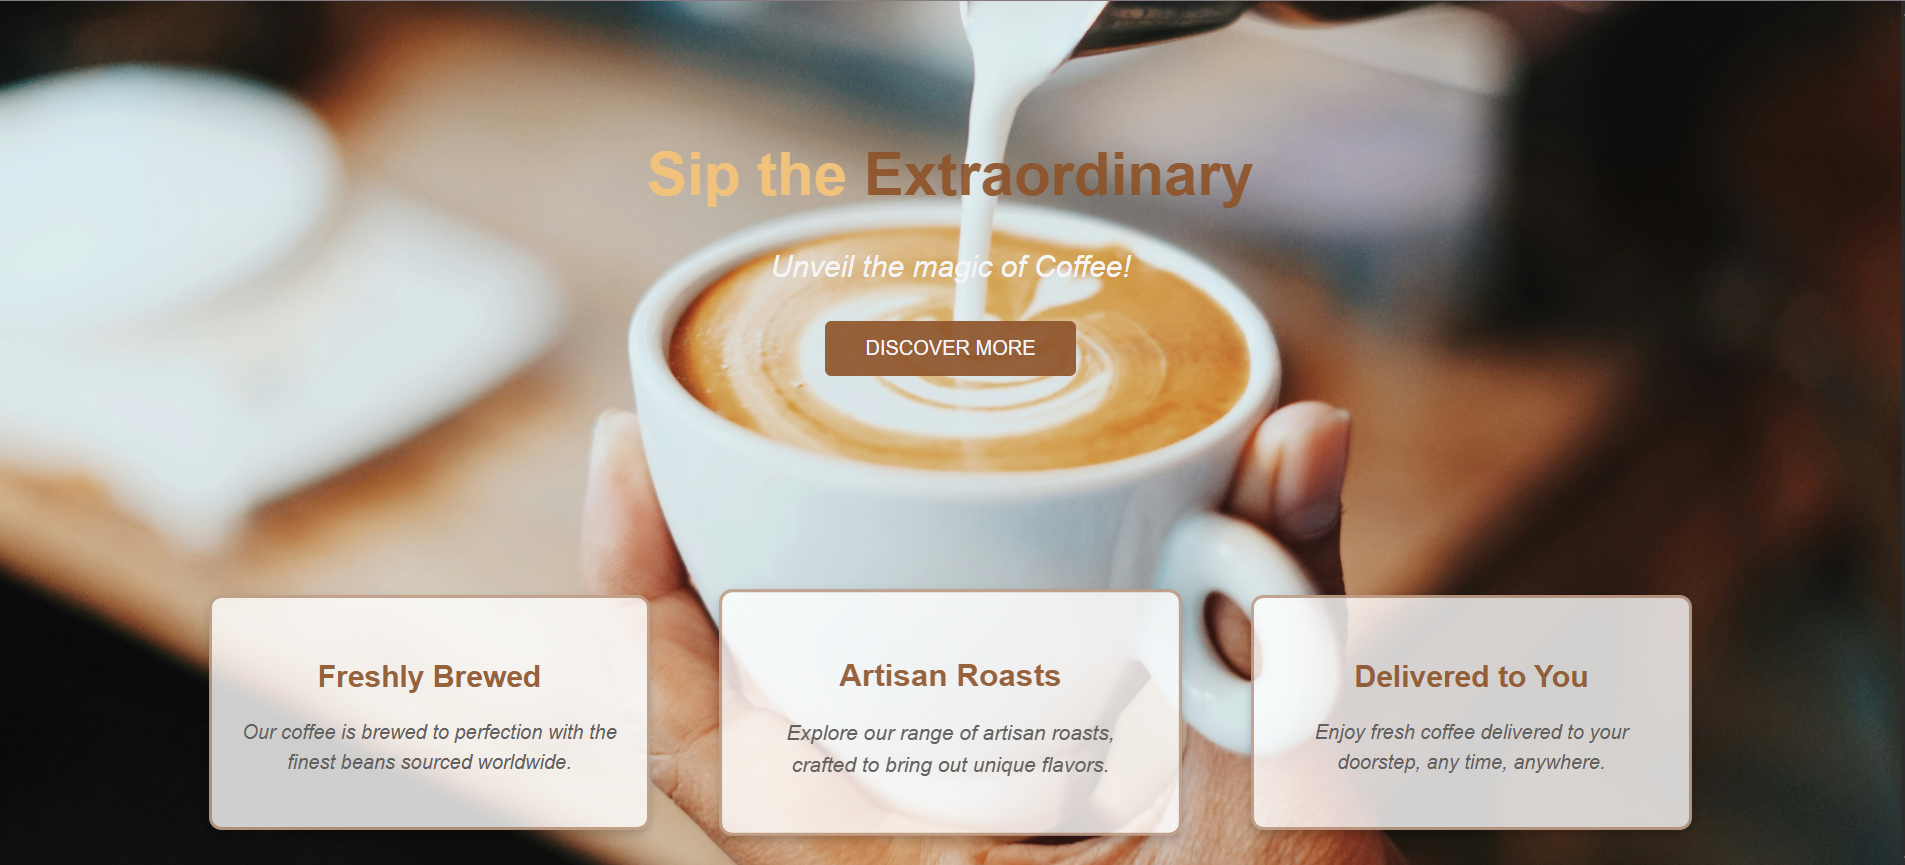 Sip the Extraordinary
Unveil the magic of Coffee!
DISCOVER MORE
Freshly Brewed
Our coffee is brewed to perfection with the
finest beans sourced worldwide.
Artisan Roasts
Explore our range of artisan roasts,
crafted to bring out unique flavors.
Delivered to You
Enjoy fresh coffee delivered to your
doorstep, any time, anywhere.